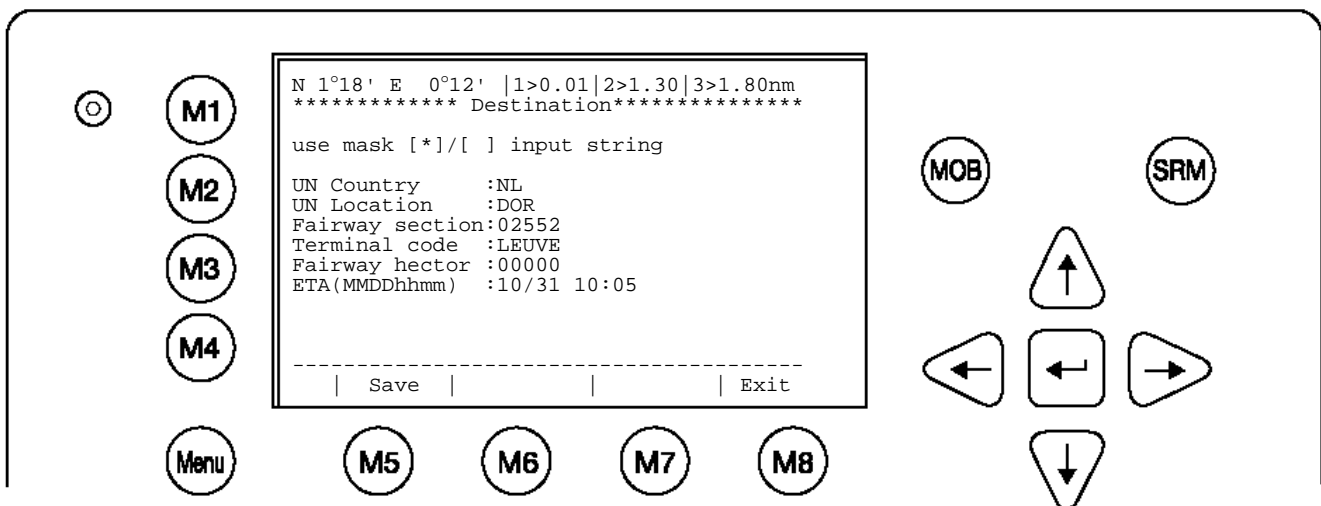 N 1°18' E 0°12' |1>0.01|2>1.30|3>1.80nm
************* Destination***************
use mask [*]/[ ] input string
UN Country :NL
UN Location :DOR
Fairway section:02552
Terminal code :LEUVE
Fairway hector :00000
ETA(MMDDhhmm) :10/31 10:05
----------------------------------------
| Save | | | Exit
M1
M2
M3
M4
Menu
M5
M6
M7
M8
MOB
SRM